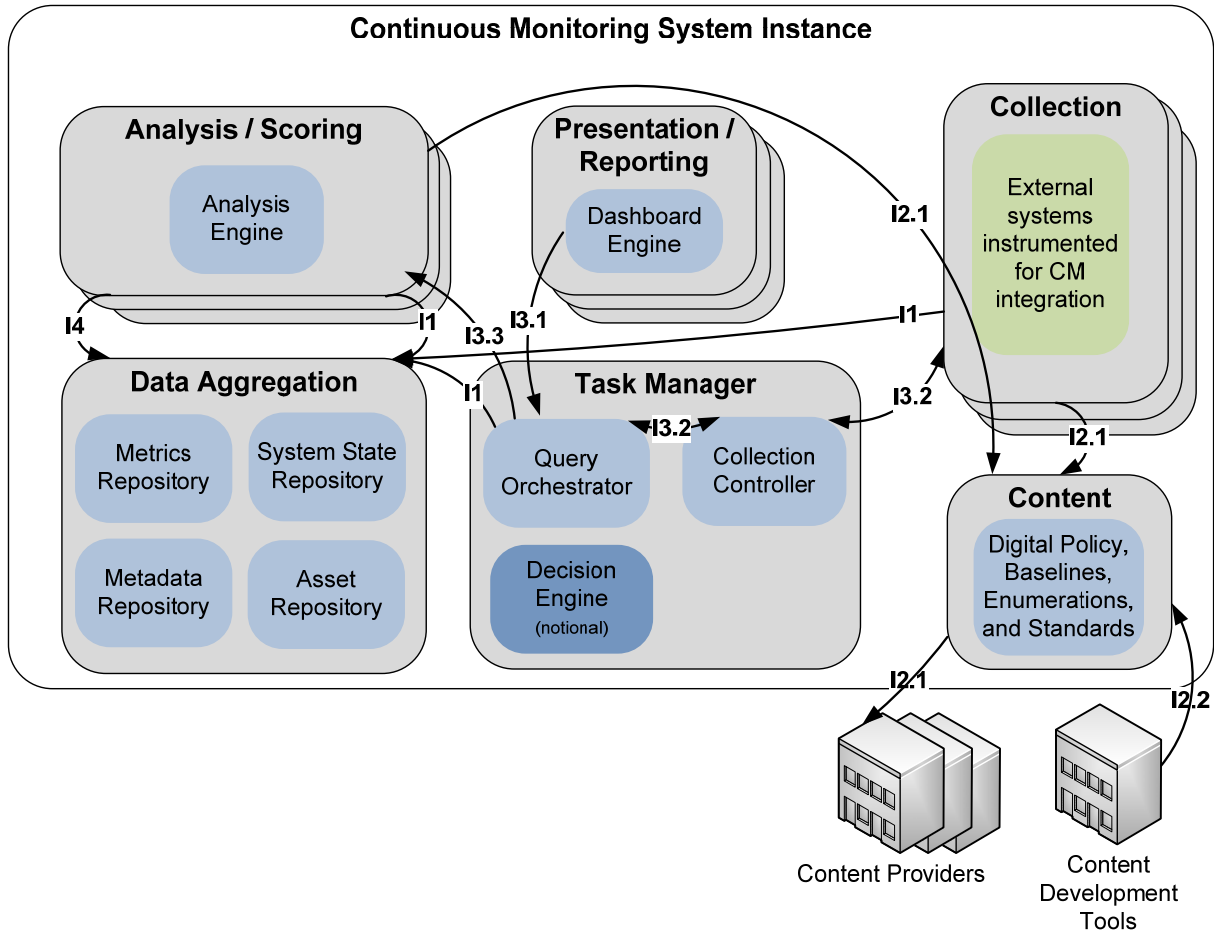 Continuous Monitoring System Instance
Analysis / Scoring
Analysis
Engine
Presentation /
Reporting
Dashboard
Engine
Collection
External
systems
instrumented
for CM
integration
I2.1
I4
I1
I3.3
I3.1
I1
I3.2
I1
I3.2
I2.1
Data Aggregation
Metrics
Repository
System State
Repository
Metadata
Repository
Asset
Repository
Task Manager
Query
Orchestrator
Collection
Controller
Decision
Engine
(notional)
Content
Digital Policy,
Baselines,
Enumerations,
and Standards
I2.1
I2.2
Content Providers
Content
Development
Tools